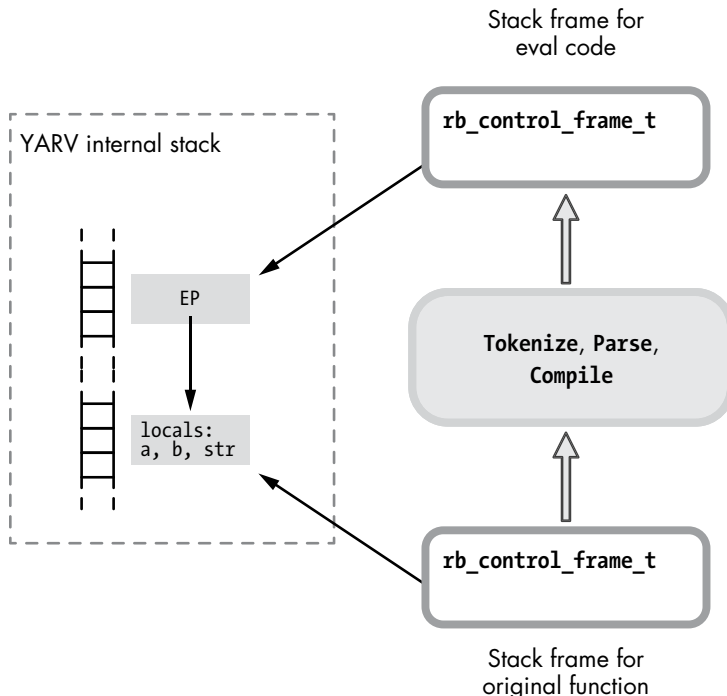 Stack frame for
eval code
rb_control_frame_t
YARV internal stack
EP
Tokenize, Parse,
Compile
locals:
a, b, str
rb_control_frame_t
Stack frame for
original function